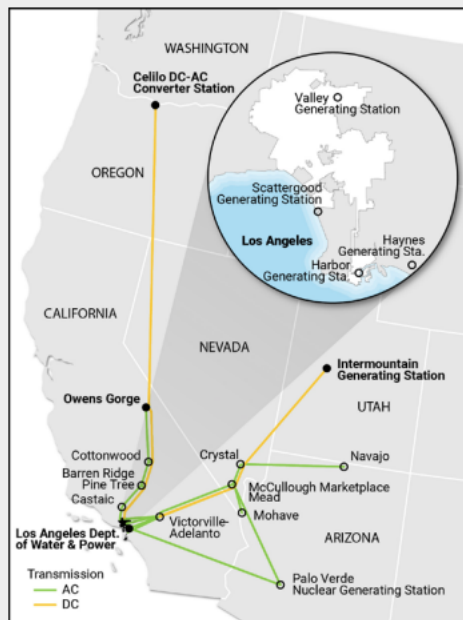 WASHINGTON
Celilo DC-AC
Converter Station
OREGON
Valley
Generating Station
Scattergood
Generating Station
Los Angeles
Haynes
Generating Sta.
Harbor
Generating Sta.
CALIFORNIA
NEVADA
Intermountain
Generating Station
UTAH
Owens Gorge
Cottonwood
Barren Ridge
Pine Tree
Castaic
Crystal
Navajo
McCullough Marketplace
Mead
Mohave
Los Angeles Dept.
of Water & Power
Victorville-
Adelanto
ARIZONA
Palo Verde
Nuclear Generating Station
Transmission
AC
DC